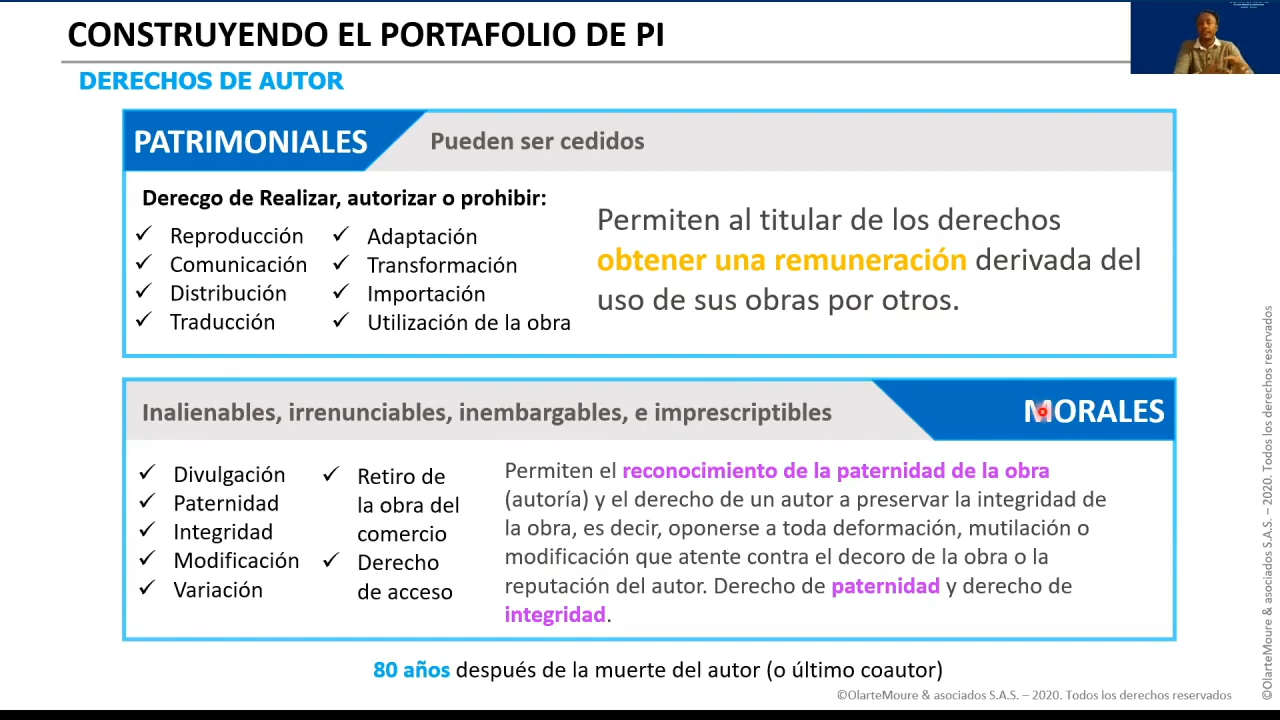 CONSTRUYENDO EL PORTAFOLIO DE PI
DERECHOS DE AUTOR
PATRIMONIALES
Pueden ser cedidos
Derecgo de Realizar, autorizar o prohibir:
✓ Reproducción
✓ Comunicación
✓ Distribución
✓ Traducción
✓ Adaptación
✓ Transformación
✓ Importación
✓ Utilización de la obra
Permiten al titular de los derechos
obtener una remuneración derivada del
uso de sus obras por otros.
Inalienables, irrenunciables, inembargables, e imprescriptibles
MORALES
✓ Divulgación
✓ Paternidad
✓ Integridad
✓ Modificación
✓ Variación
✓ Retiro de
la obra del
comercio
✓ Derecho
de acceso
Permiten el reconocimiento de la paternidad de la obra
(autoría) y el derecho de un autor a preservar la integridad de
la obra, es decir, oponerse a toda deformación, mutilación o
modificación que atente contra el decoro de la obra o la
reputación del autor. Derecho de paternidad y derecho de
integridad.
80 años después de la muerte del autor (o último coautor)
©OlarteMoure & asociados S.A.S. – 2020. Todos los derechos reservados
©OlarteMoure & asociados S.A.S. – 2020. Todos los derechos reservados